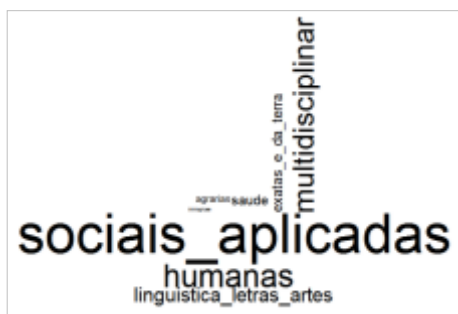 multidisciplinar
exatas_e_da_terra
agrarias
saude
sociais_aplicadas
humanas
linguistica_letras_artes